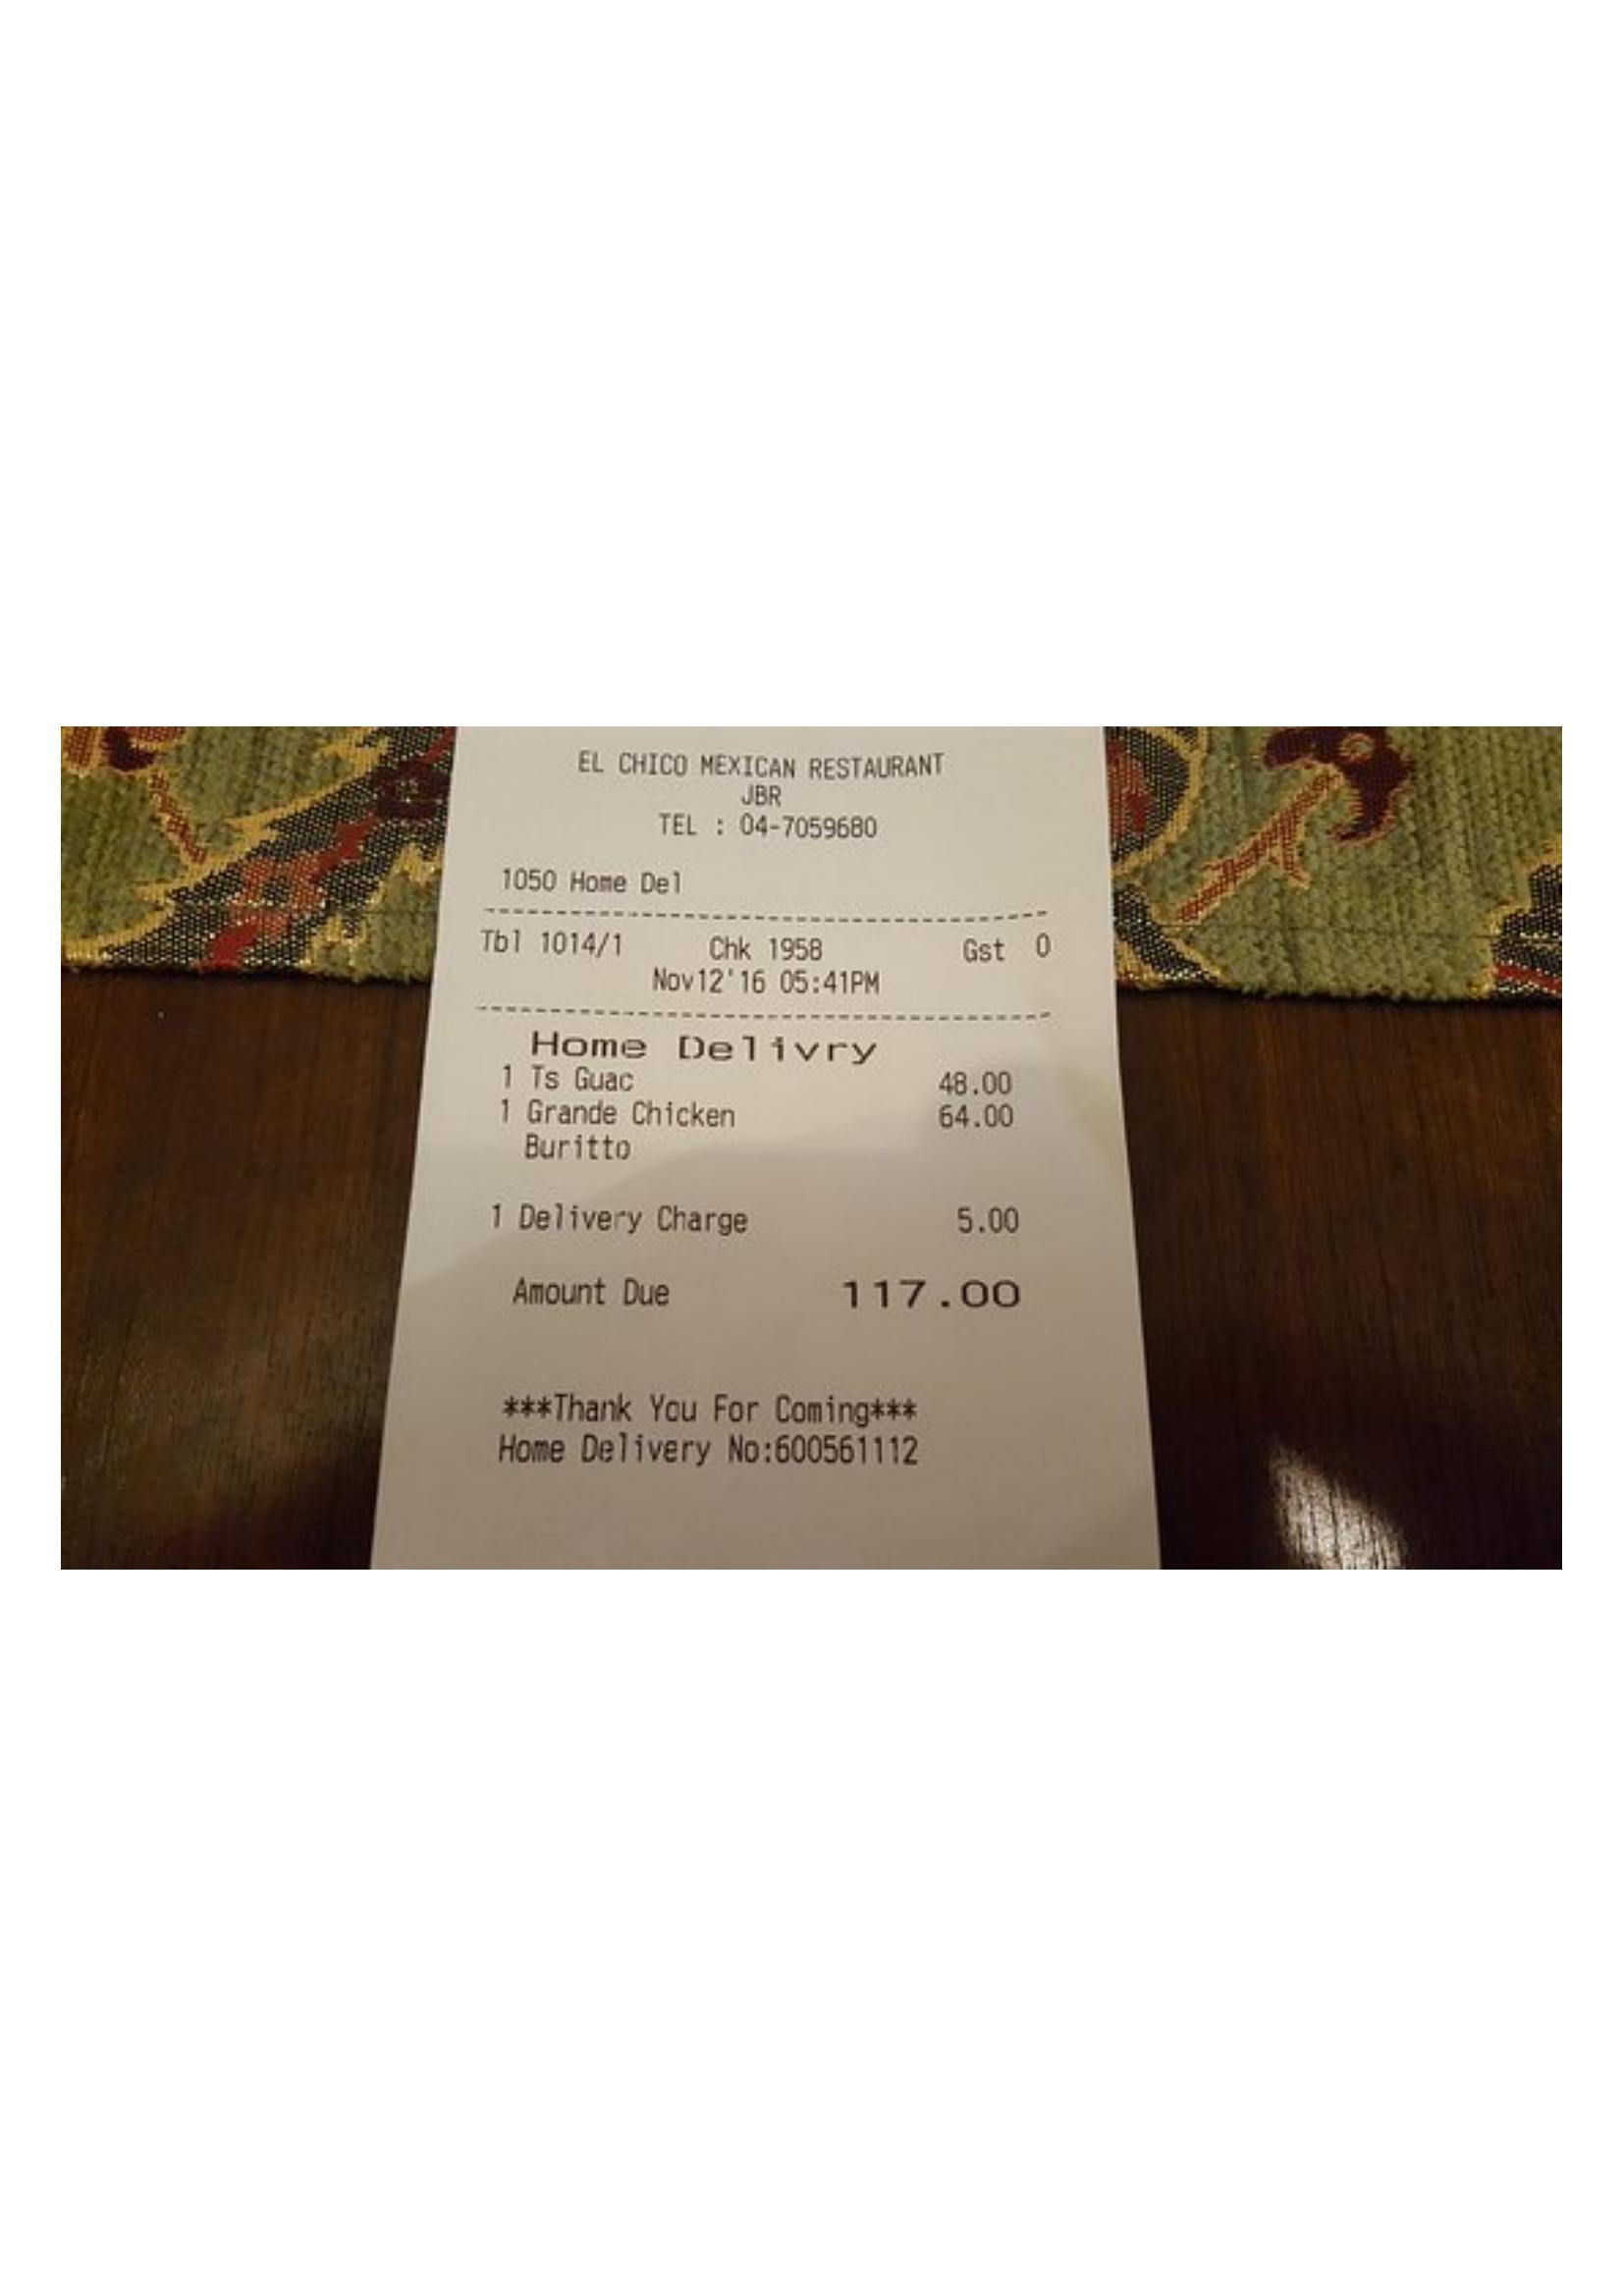 EL CHICO MEXICAN RESTAURANT
JBR
TEL : 04-7059680
1050 Home Del
Tbl 1014/1 Chk 1958 Gst 0
Nov12'16 05:41PM
Home Delivry
1 Ts Guac 48.00
1 Grande Chicken 64.00
Buritto
1 Delivery Charge 5.00
Amount Due 117.00
***Thank You For Coming***
Home Delivery No:600561112